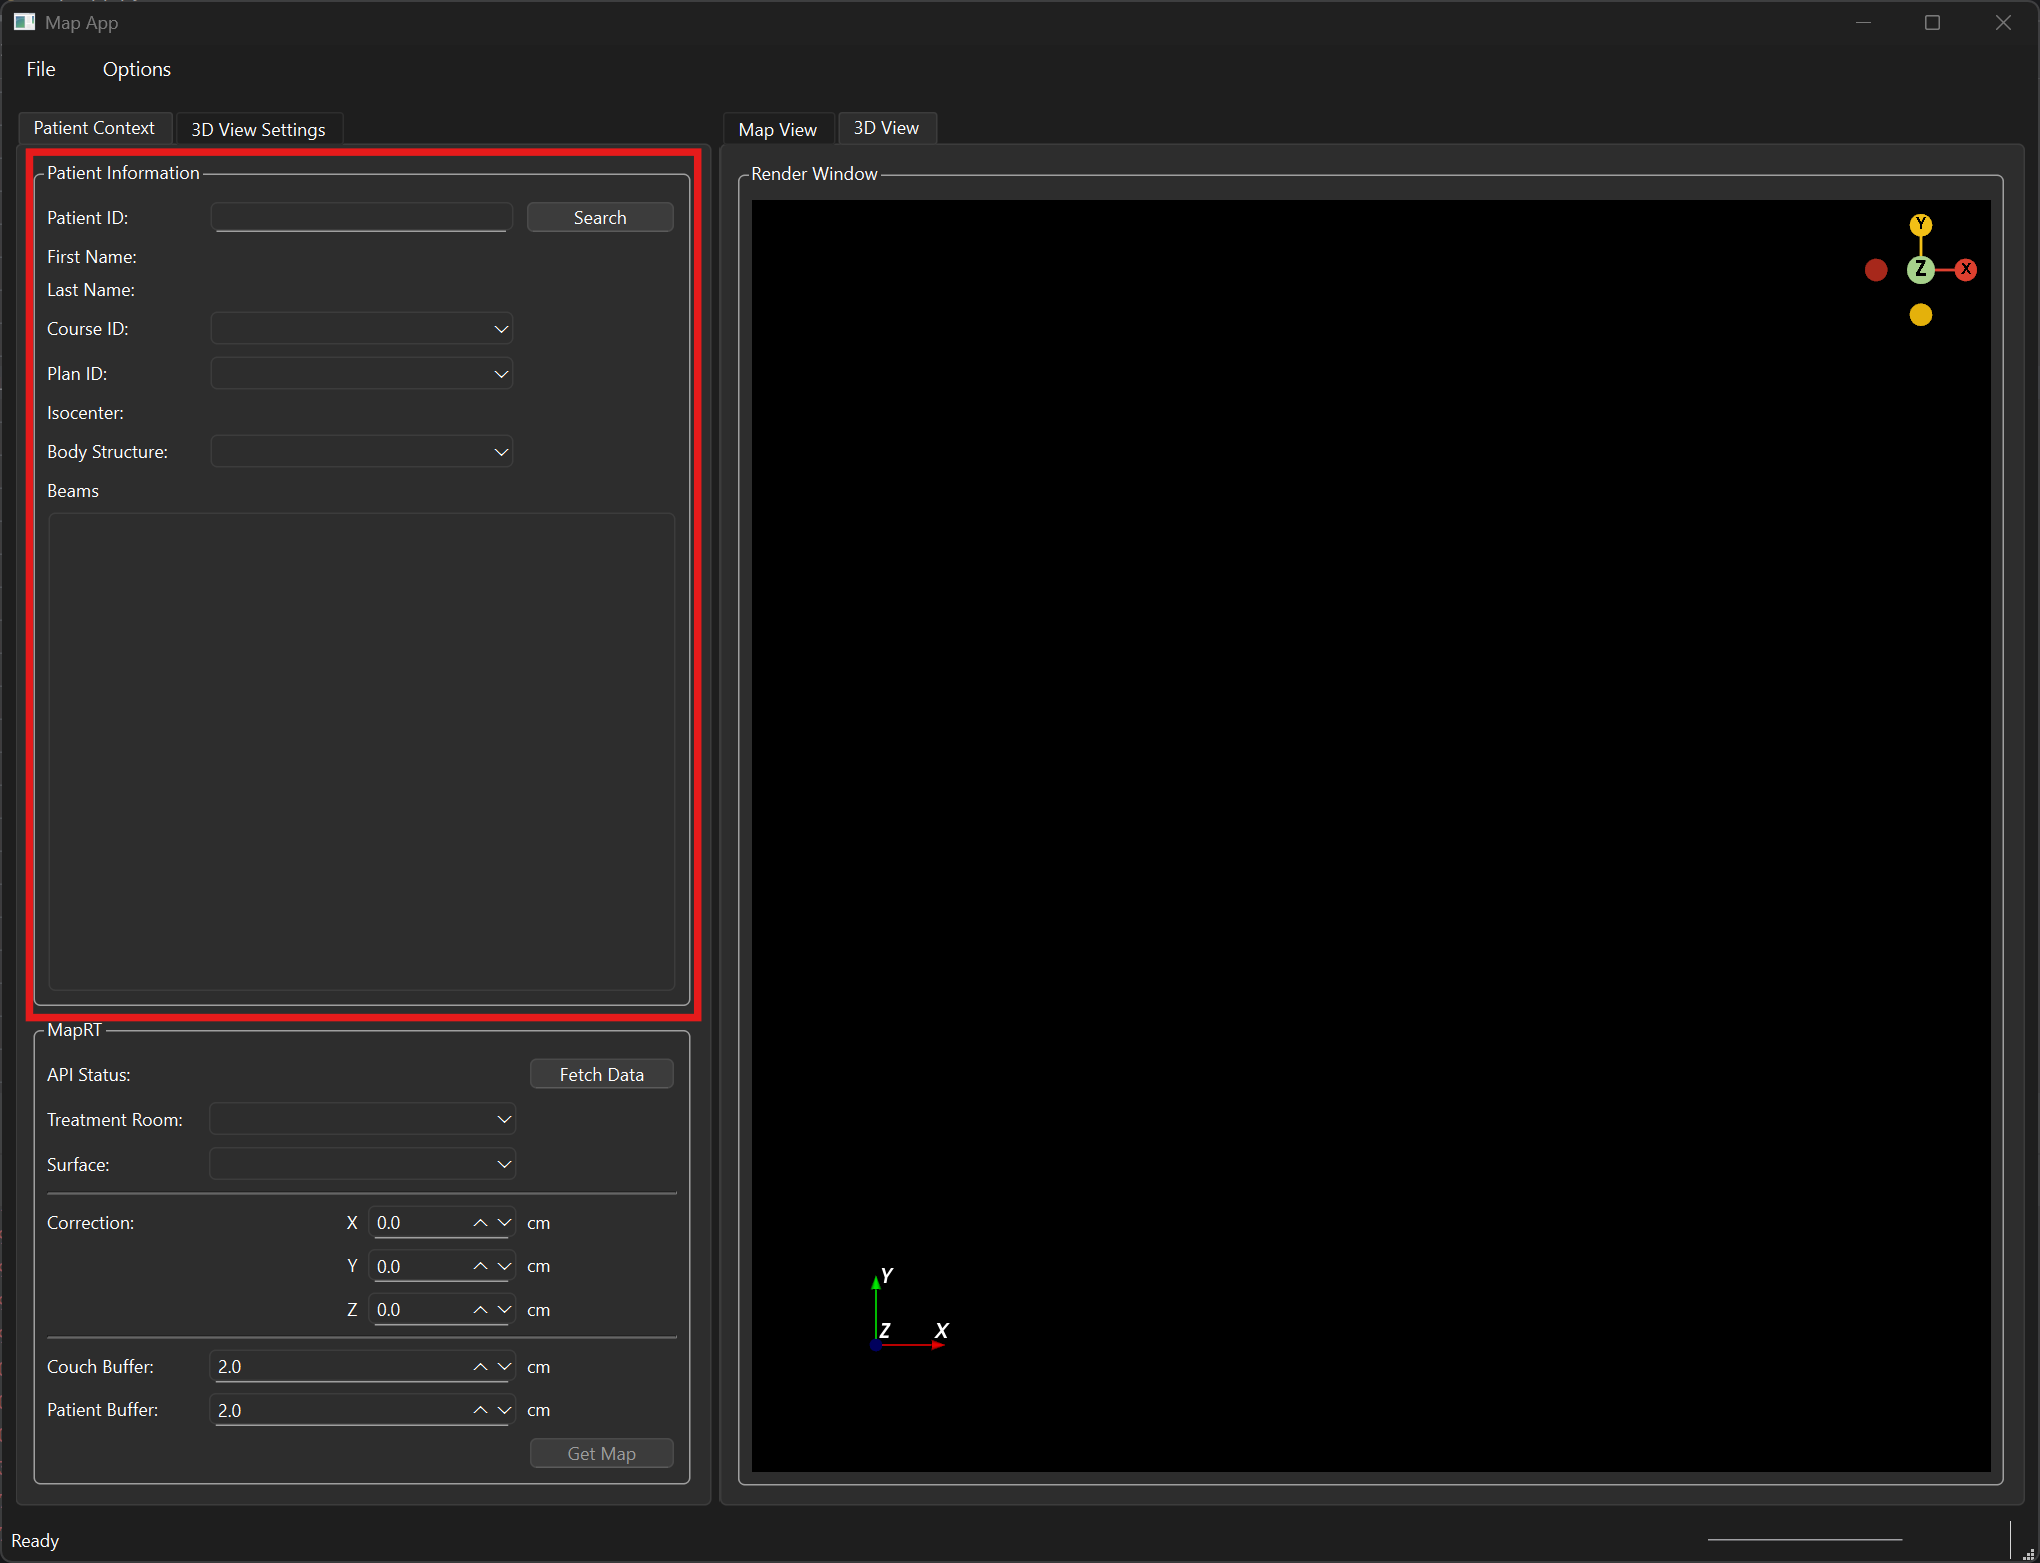 Map App
File Options
Patient Context 3D View Settings
Map View 3D View
Patient Information
Patient ID: Search
First Name:
Last Name:
Course ID:
Plan ID:
Isocenter:
Body Structure:
Beams
MapRT
API Status: Fetch Data
Treatment Room:
Surface:
Correction: X 0.0 cm
Y 0.0 cm
Z 0.0 cm
Couch Buffer: 2.0 cm
Patient Buffer: 2.0 cm
Get Map
Render Window
Y
Z X
Y
Z X
Ready